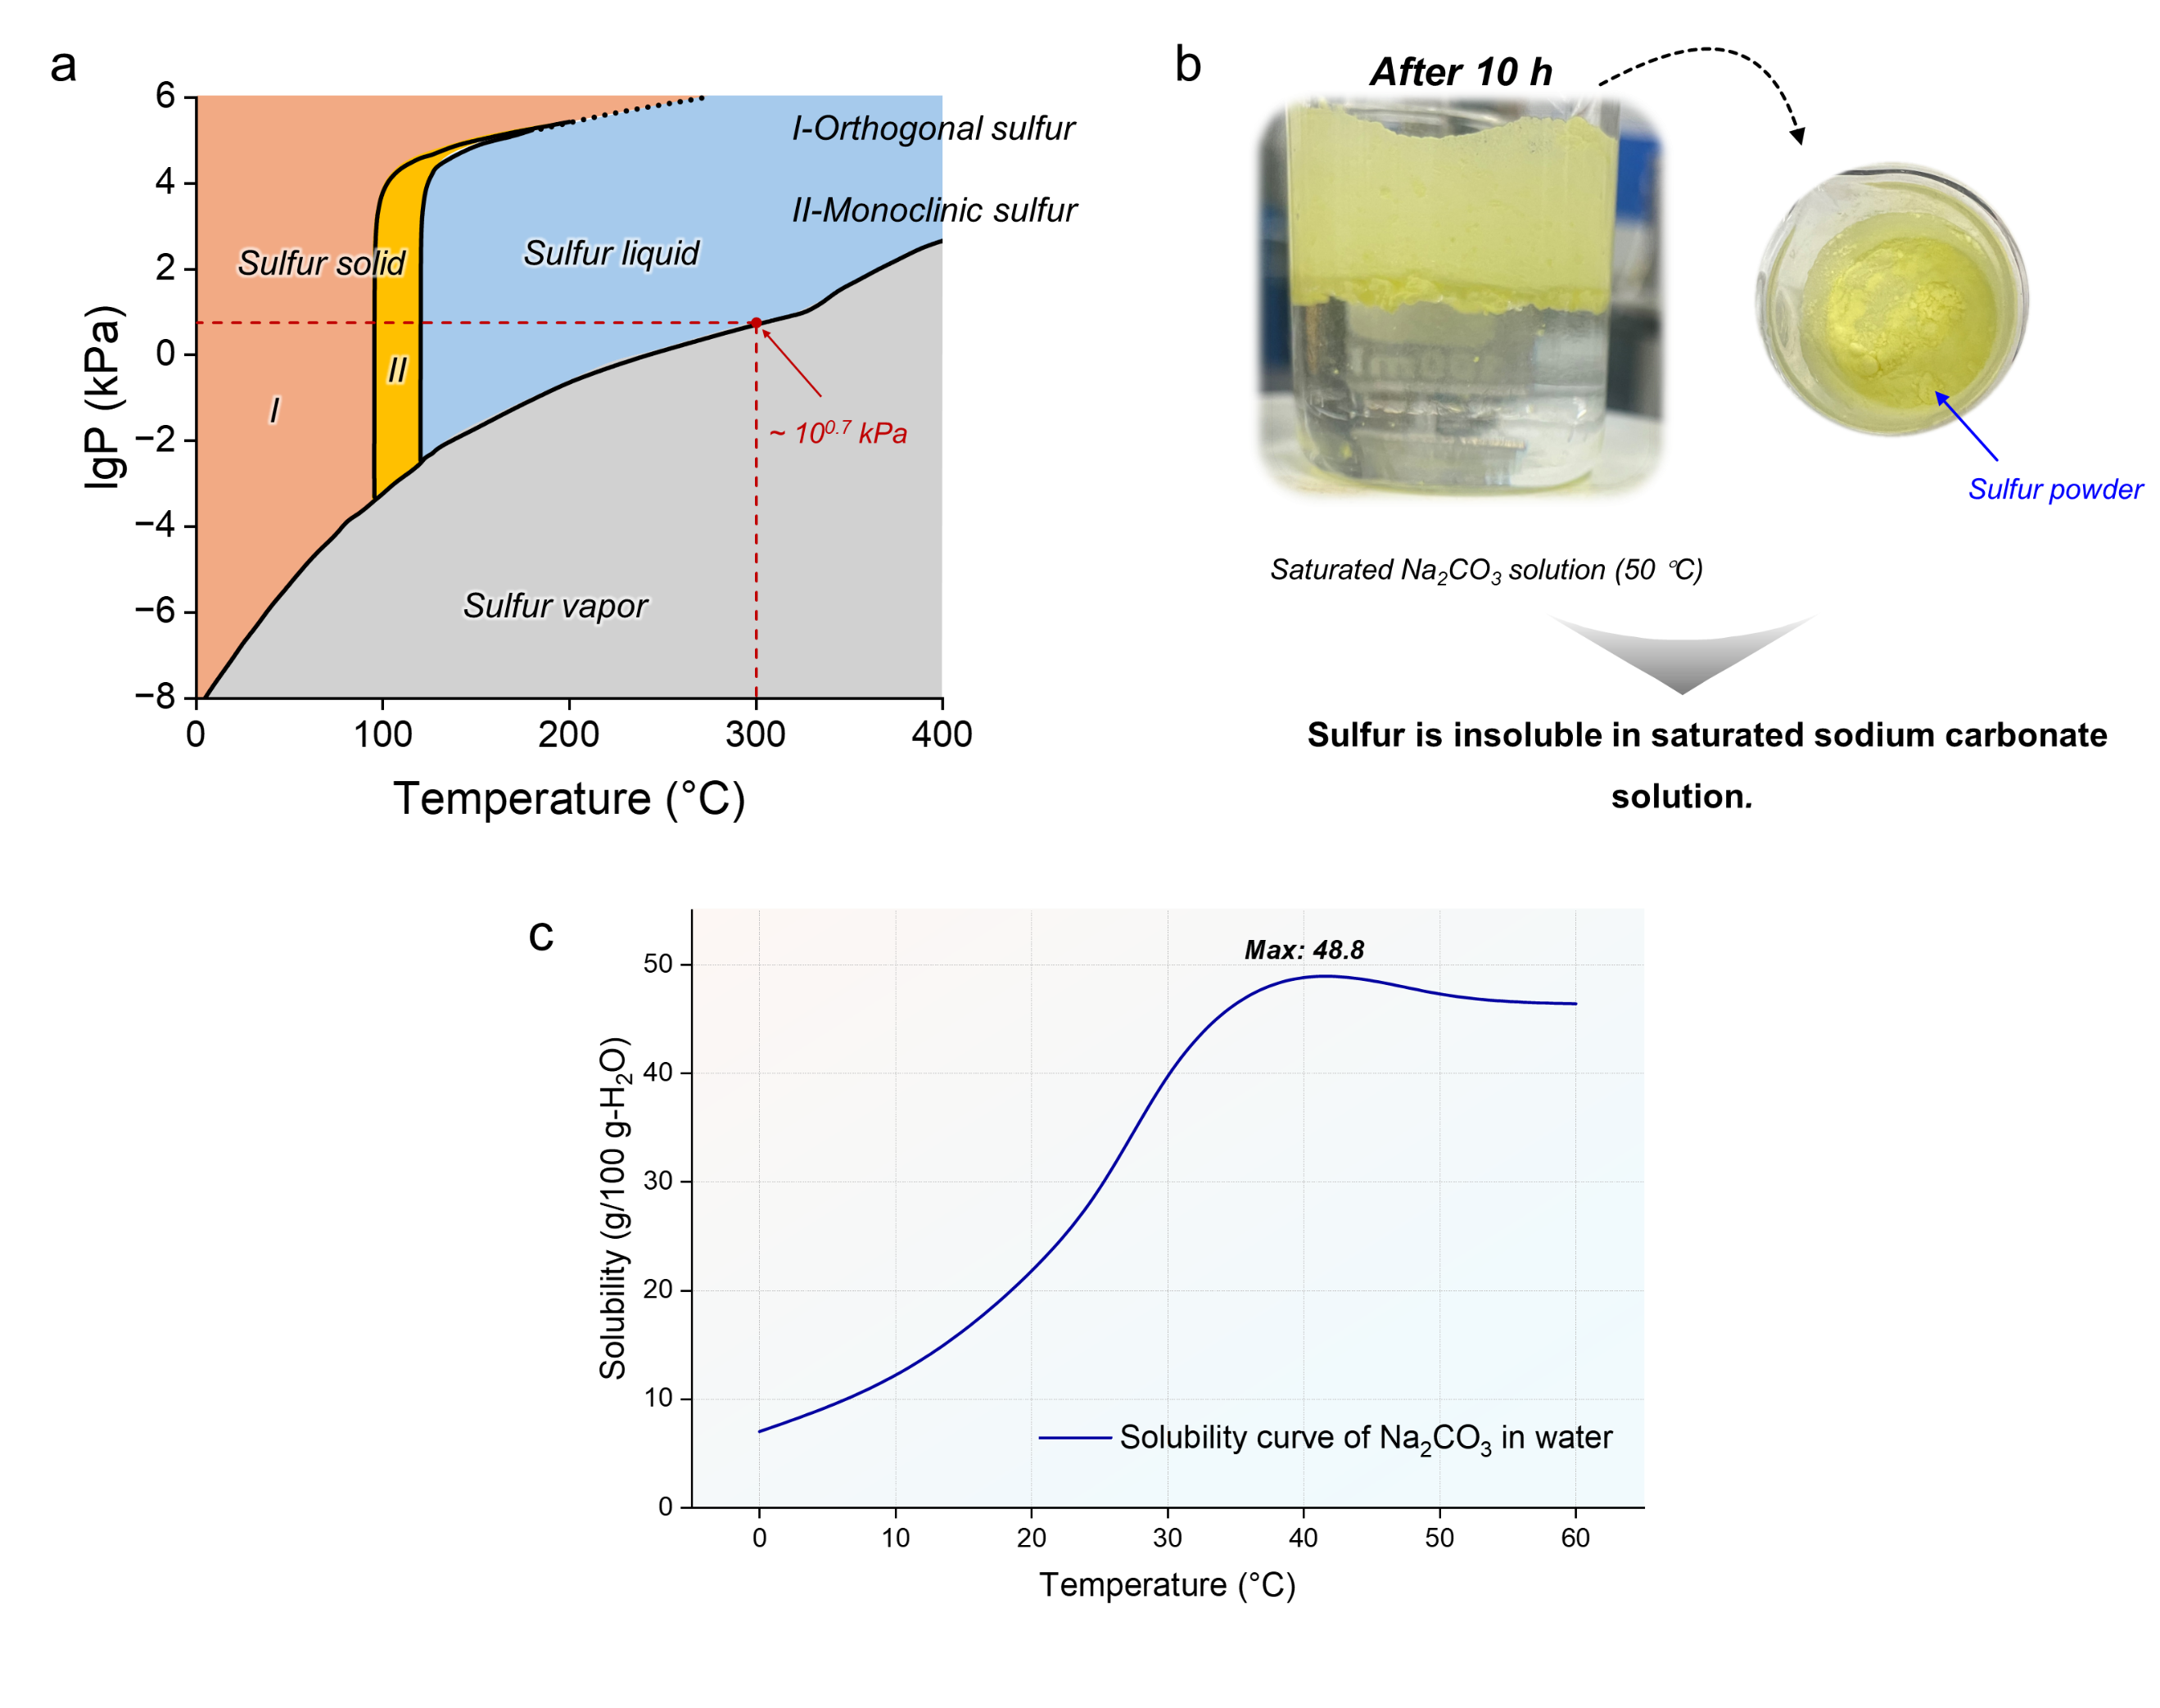 a
6
4
2
0
−2
−4
−6
−8
0
100
200
300
400
lgP (kPa)
Temperature (°C)
I-Orthogonal sulfur
II-Monoclinic sulfur
Sulfur solid
Sulfur liquid
I
II
~ 10^0.7 kPa
Sulfur vapor
b
After 10 h
Sulfur powder
Saturated Na₂CO₃ solution (50 °C)
Sulfur is insoluble in saturated sodium carbonate
solution.
c
50
40
30
20
10
0
0
10
20
30
40
50
60
Solubility (g/100 g-H₂O)
Temperature (°C)
Max: 48.8
Solubility curve of Na₂CO₃ in water